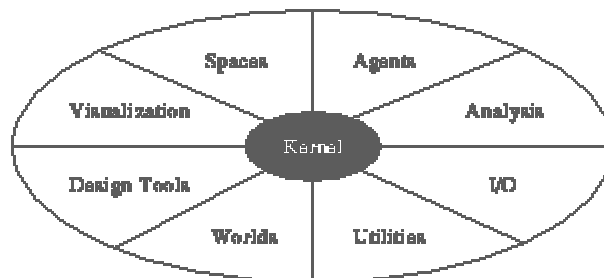 Spaces Agents
Visualization Analysis
Kernel
Design Tools I/O
Worlds Utilities